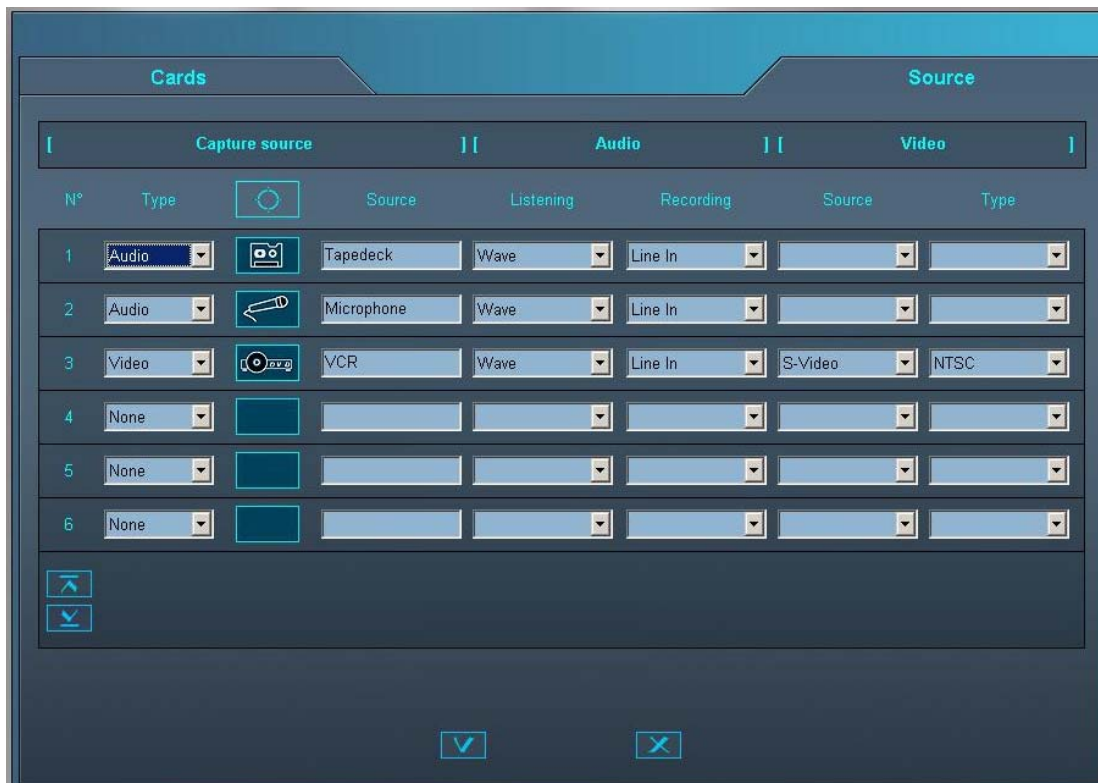 Cards Source
[ Capture source ] [ Audio ] [ Video ]
N° Type Source Listening Recording Source Type
1 Audio Tapedeck Wave Line In
2 Audio Microphone Wave Line In
3 Video VCR Wave Line In S-Video NTSC
4 None
5 None
6 None